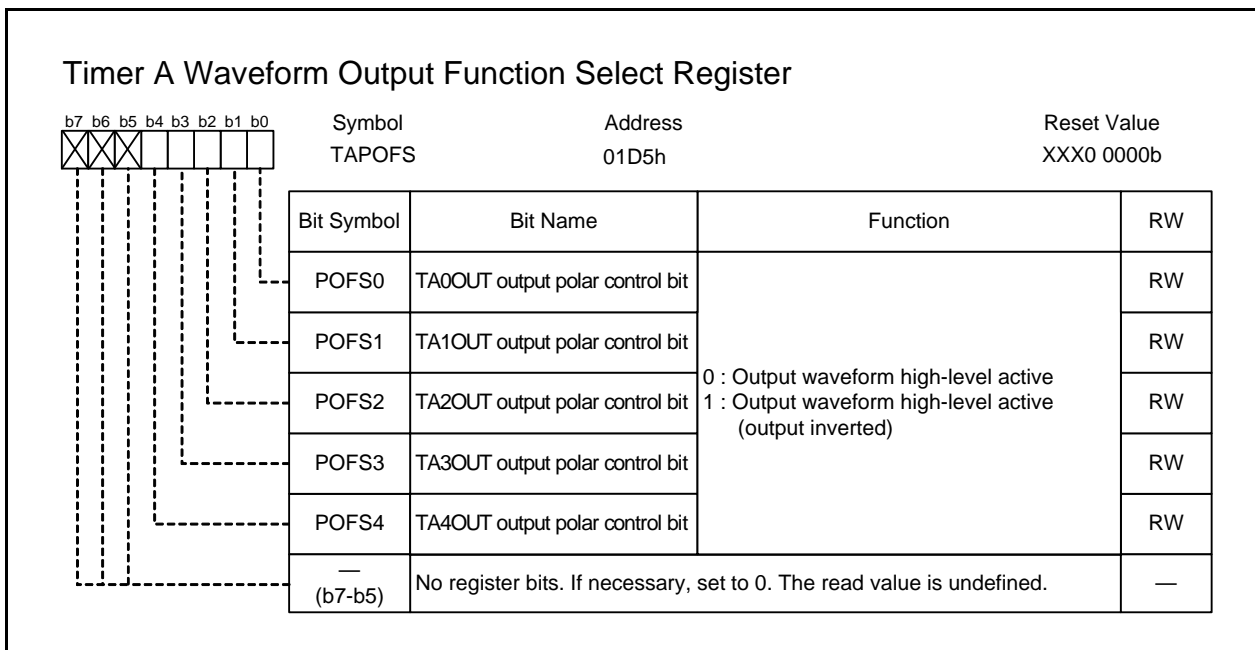 Timer A Waveform Output Function Select Register
b7 b6 b5 b4 b3 b2 b1 b0
Symbol Address Reset Value
TAPOFS 01D5h XXX0 0000b
Bit Symbol Bit Name Function RW
POFS0 TA0OUT output polar control bit RW
POFS1 TA1OUT output polar control bit RW
0 : Output waveform high-level active
POFS2 TA2OUT output polar control bit 1 : Output waveform high-level active RW
(output inverted)
POFS3 TA3OUT output polar control bit RW
POFS4 TA4OUT output polar control bit RW
—
(b7-b5) No register bits. If necessary, set to 0. The read value is undefined. —